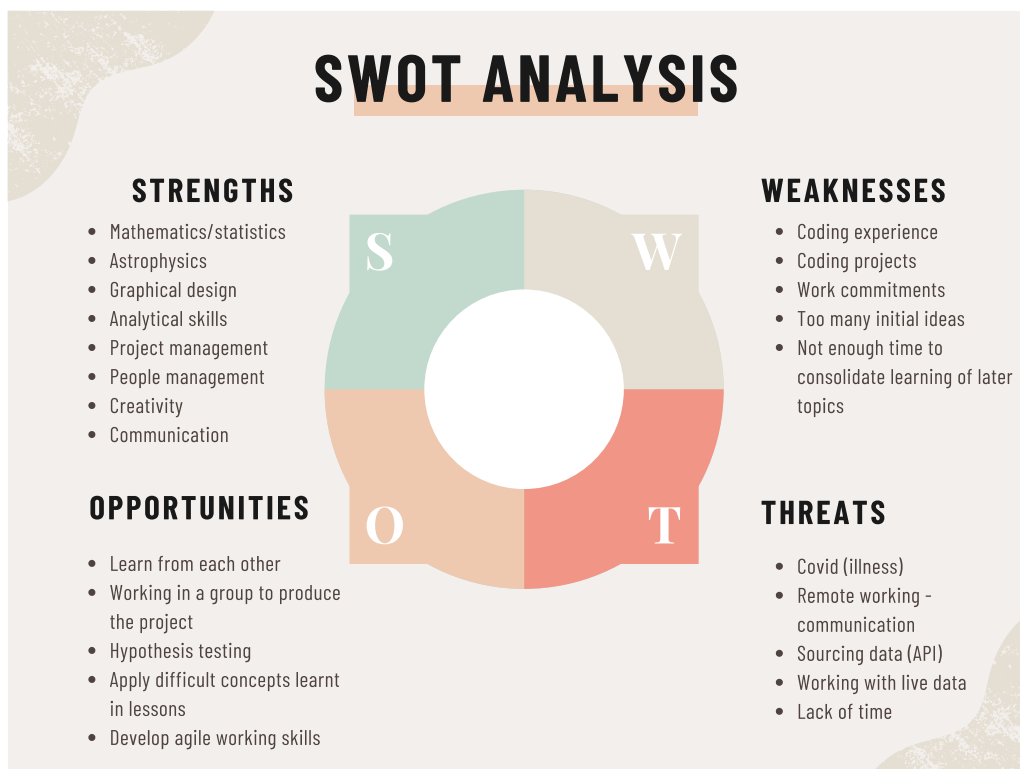 SWOT ANALYSIS
STRENGTHS
• Mathematics/statistics
• Astrophysics
• Graphical design
• Analytical skills
• Project management
• People management
• Creativity
• Communication
S
W
WEAKNESSES
• Coding experience
• Coding projects
• Work commitments
• Too many initial ideas
• Not enough time to
consolidate learning of later
topics
OPPORTUNITIES
• Learn from each other
• Working in a group to produce
the project
• Hypothesis testing
• Apply difficult concepts learnt
in lessons
• Develop agile working skills
O
T
THREATS
• Covid (illness)
• Remote working -
communication
• Sourcing data (API)
• Working with live data
• Lack of time